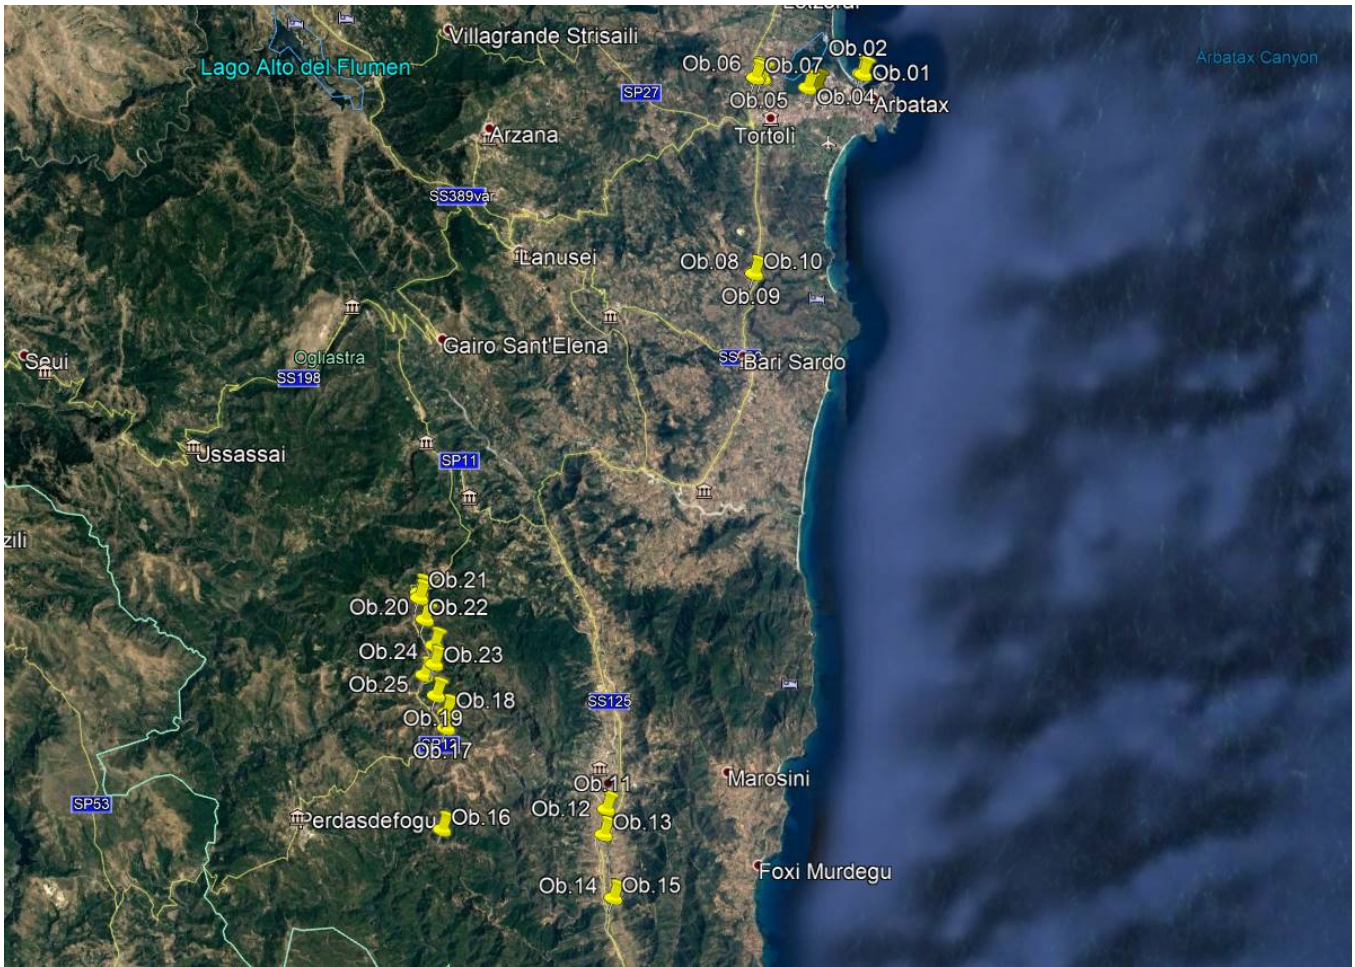 Villagrande Strisaili
Lago Alto del Flumen
SP27
Ob.06
Ob.07
Ob.02
Ob.01
Ob.05
Ob.04
Arbatax
Arbatax Canyon
Tortolì
Arzana
SS389var
Lanusei
Ob.08
Ob.10
Ob.09
Gairo Sant'Elena
Ogliastra
Seui
SS198
Bari Sardo
Ussassai
SP11
Ob.21
Ob.20
Ob.22
Ob.24
Ob.23
Ob.25
Ob.18
Ob.19
Ob.17
SS125
Marosini
Ob.11
Ob.12
Ob.13
SP53
Perdasdefogu
Ob.16
Foxi Murdegu
Ob.14
Ob.15